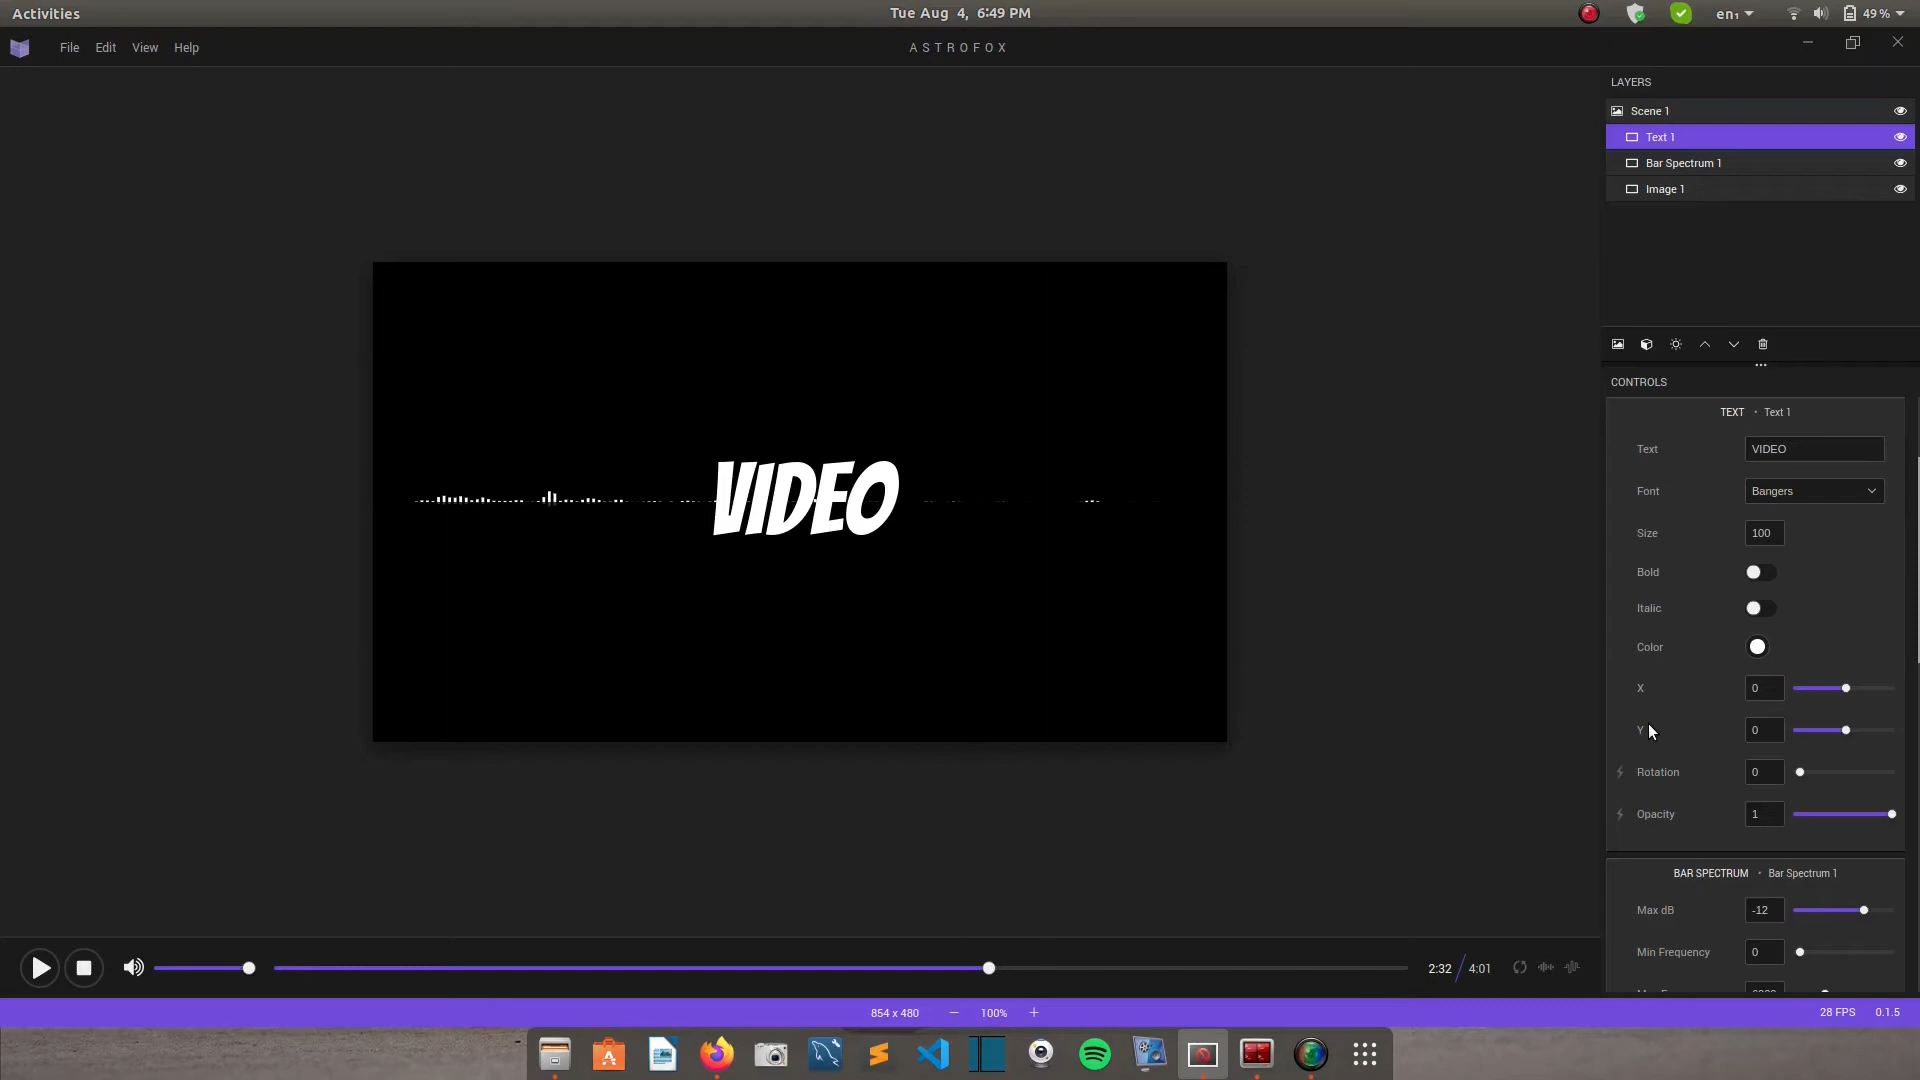 Activities
Tue Aug 4, 6:49 PM
en₁
49 %
File Edit View Help
ASTROFOX
LAYERS
Scene 1
Text 1
Bar Spectrum 1
Image 1
CONTROLS
TEXT • Text 1
Text VIDEO
Font Bangers
Size 100
Bold
Italic
Color
X 0
Y 0
Rotation 0
Opacity 1
VIDEO
BAR SPECTRUM • Bar Spectrum 1
Max dB -12
Min Frequency 0
2:32 / 4:01
854 x 480 100% 28 FPS 0.1.5